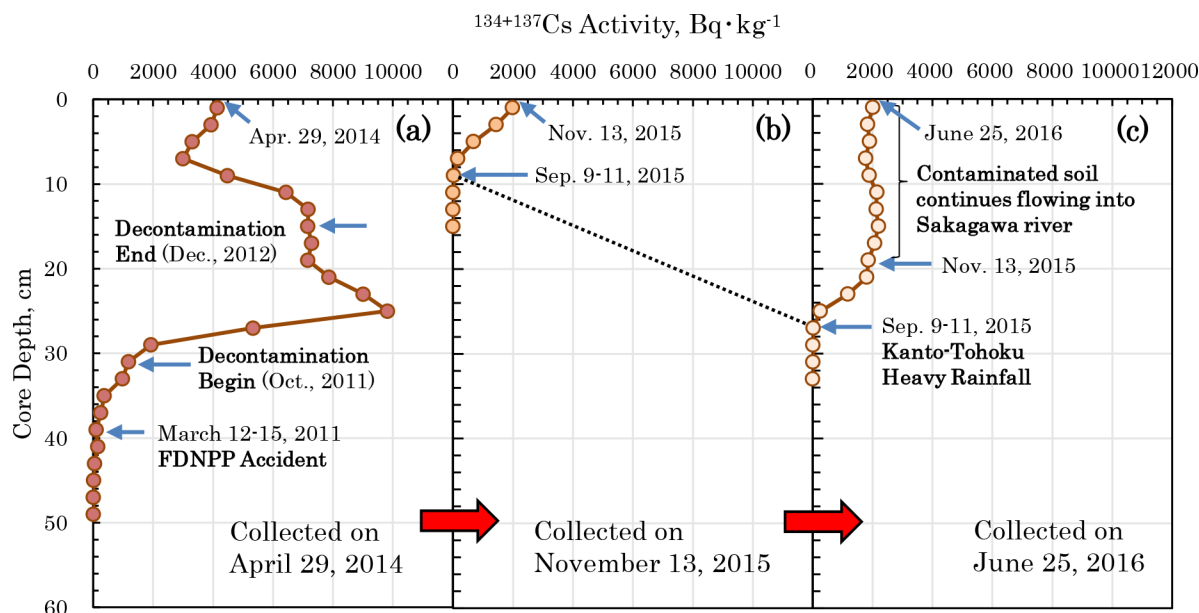 ¹³⁴⁺¹³⁷Cs Activity, Bq·kg⁻¹
0 2000 4000 6000 8000 10000 0 2000 4000 6000 8000 10000 0 2000 4000 6000 8000 10000 12000
Core Depth, cm
0
10
20
30
40
50
60
(a)
Apr. 29, 2014
Decontamination
End (Dec., 2012)
Decontamination
Begin (Oct., 2011)
March 12-15, 2011
FDNPP Accident
Collected on
April 29, 2014
(b)
Nov. 13, 2015
Sep. 9-11, 2015
Collected on
November 13, 2015
(c)
June 25, 2016
Contaminated soil
continues flowing into
Sakagawa river
Nov. 13, 2015
Sep. 9-11, 2015
Kanto-Tohoku
Heavy Rainfall
Collected on
June 25, 2016